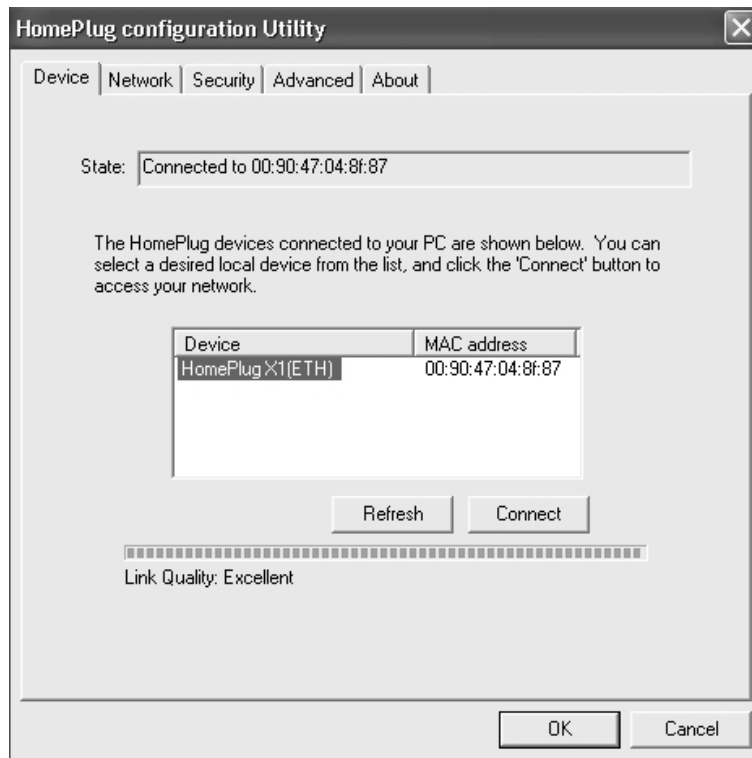 HomePlug configuration Utility
Device Network Security Advanced About
State: Connected to 00:90:47:04:8f:87
The HomePlug devices connected to your PC are shown below. You can
select a desired local device from the list, and click the 'Connect' button to
access your network.
Device MAC address
HomePlug X1(ETH) 00:90:47:04:8f:87
Refresh Connect
Link Quality: Excellent
OK Cancel